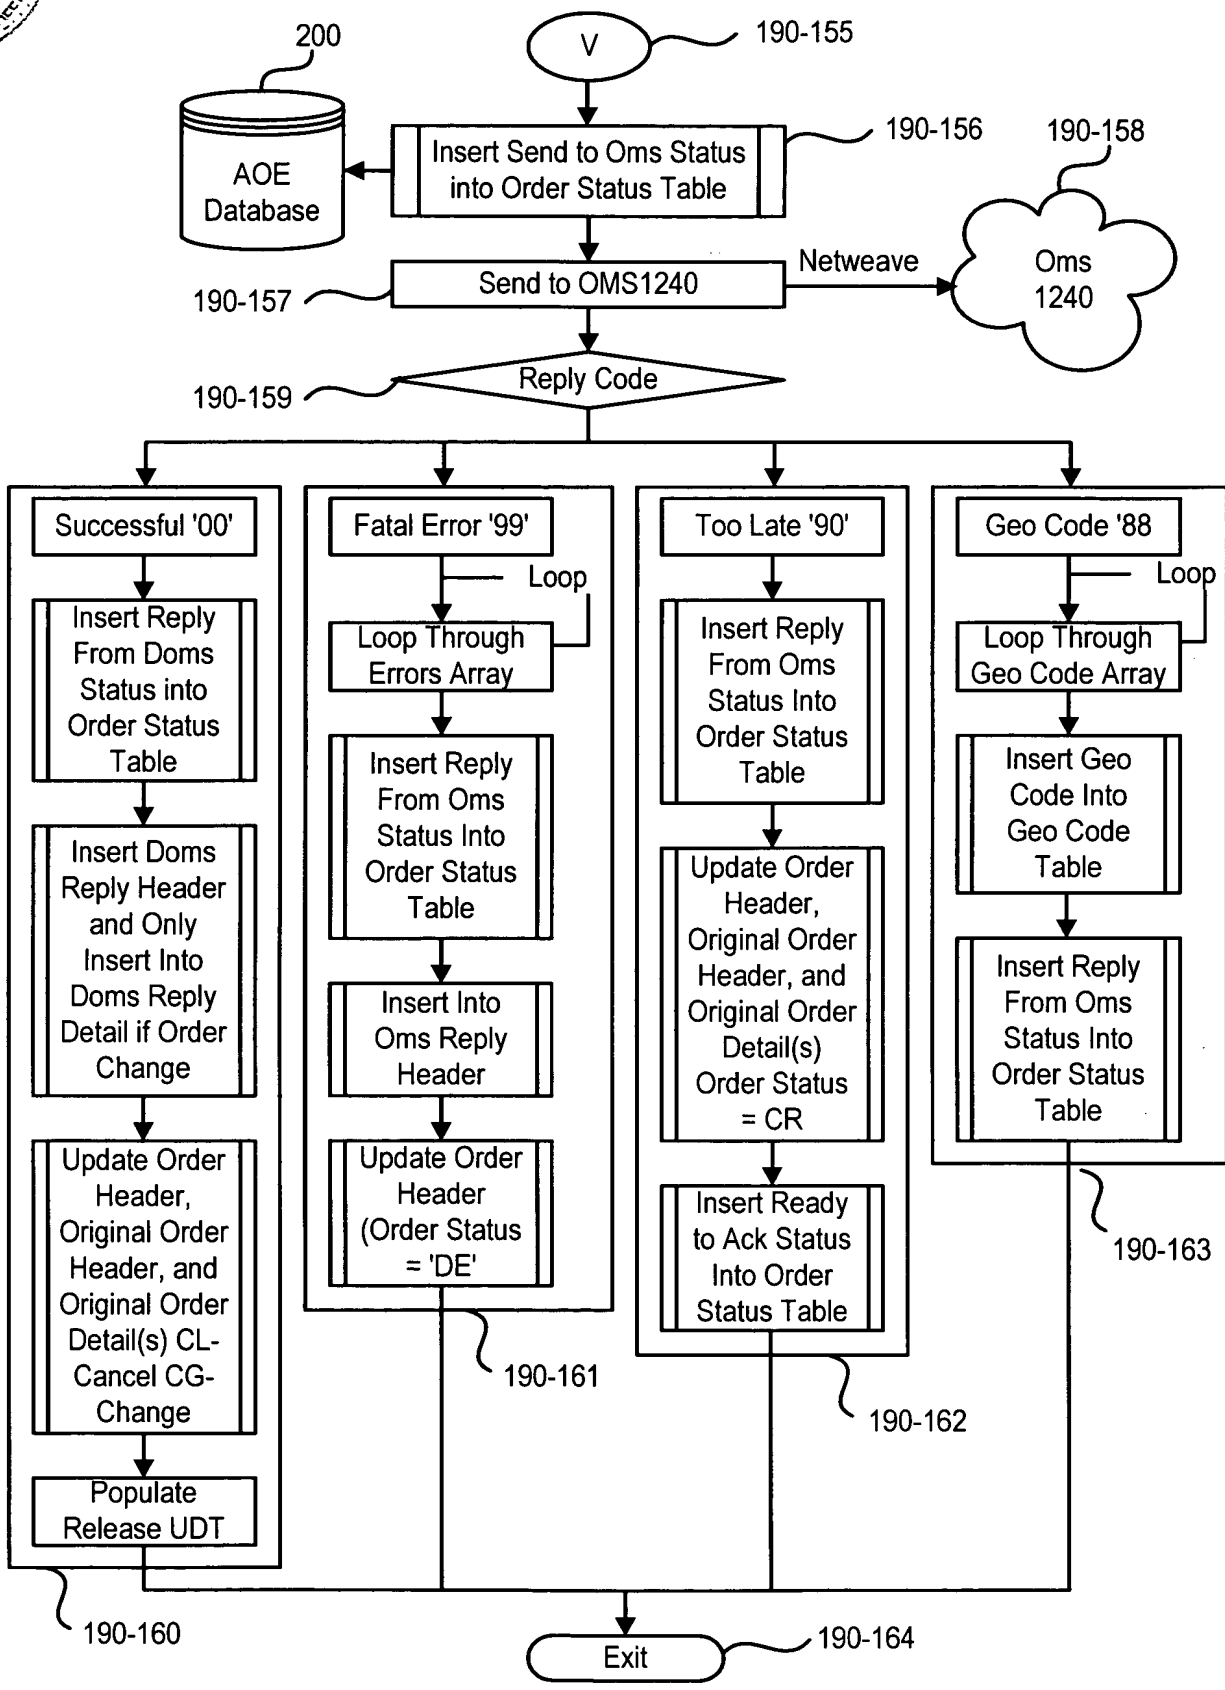 200
V
190-155
AOE
Database
Insert Send to Oms Status
into Order Status Table
190-156
190-158
190-157
Send to OMS1240
Netweave
Oms
1240
190-159
Reply Code
Successful '00'
Insert Reply
From Doms
Status into
Order Status
Table
Insert Doms
Reply Header
and Only
Insert Into
Doms Reply
Detail if Order
Change
Update Order
Header,
Original Order
Header, and
Original Order
Detail(s) CL-
Cancel CG-
Change
Populate
Release UDT
190-160
Fatal Error '99'
Loop
Loop Through
Errors Array
Insert Reply
From Oms
Status Into
Order Status
Table
Insert Into
Oms Reply
Header
Update Order
Header
(Order Status
= 'DE'
190-161
Too Late '90'
Insert Reply
From Oms
Status Into
Order Status
Table
Update Order
Header,
Original Order
Header, and
Original Order
Detail(s)
Order Status
= CR
Insert Ready
to Ack Status
Into Order
Status Table
190-162
Geo Code '88
Loop
Loop Through
Geo Code Array
Insert Geo
Code Into
Geo Code
Table
Insert Reply
From Oms
Status Into
Order Status
Table
190-163
Exit
190-164